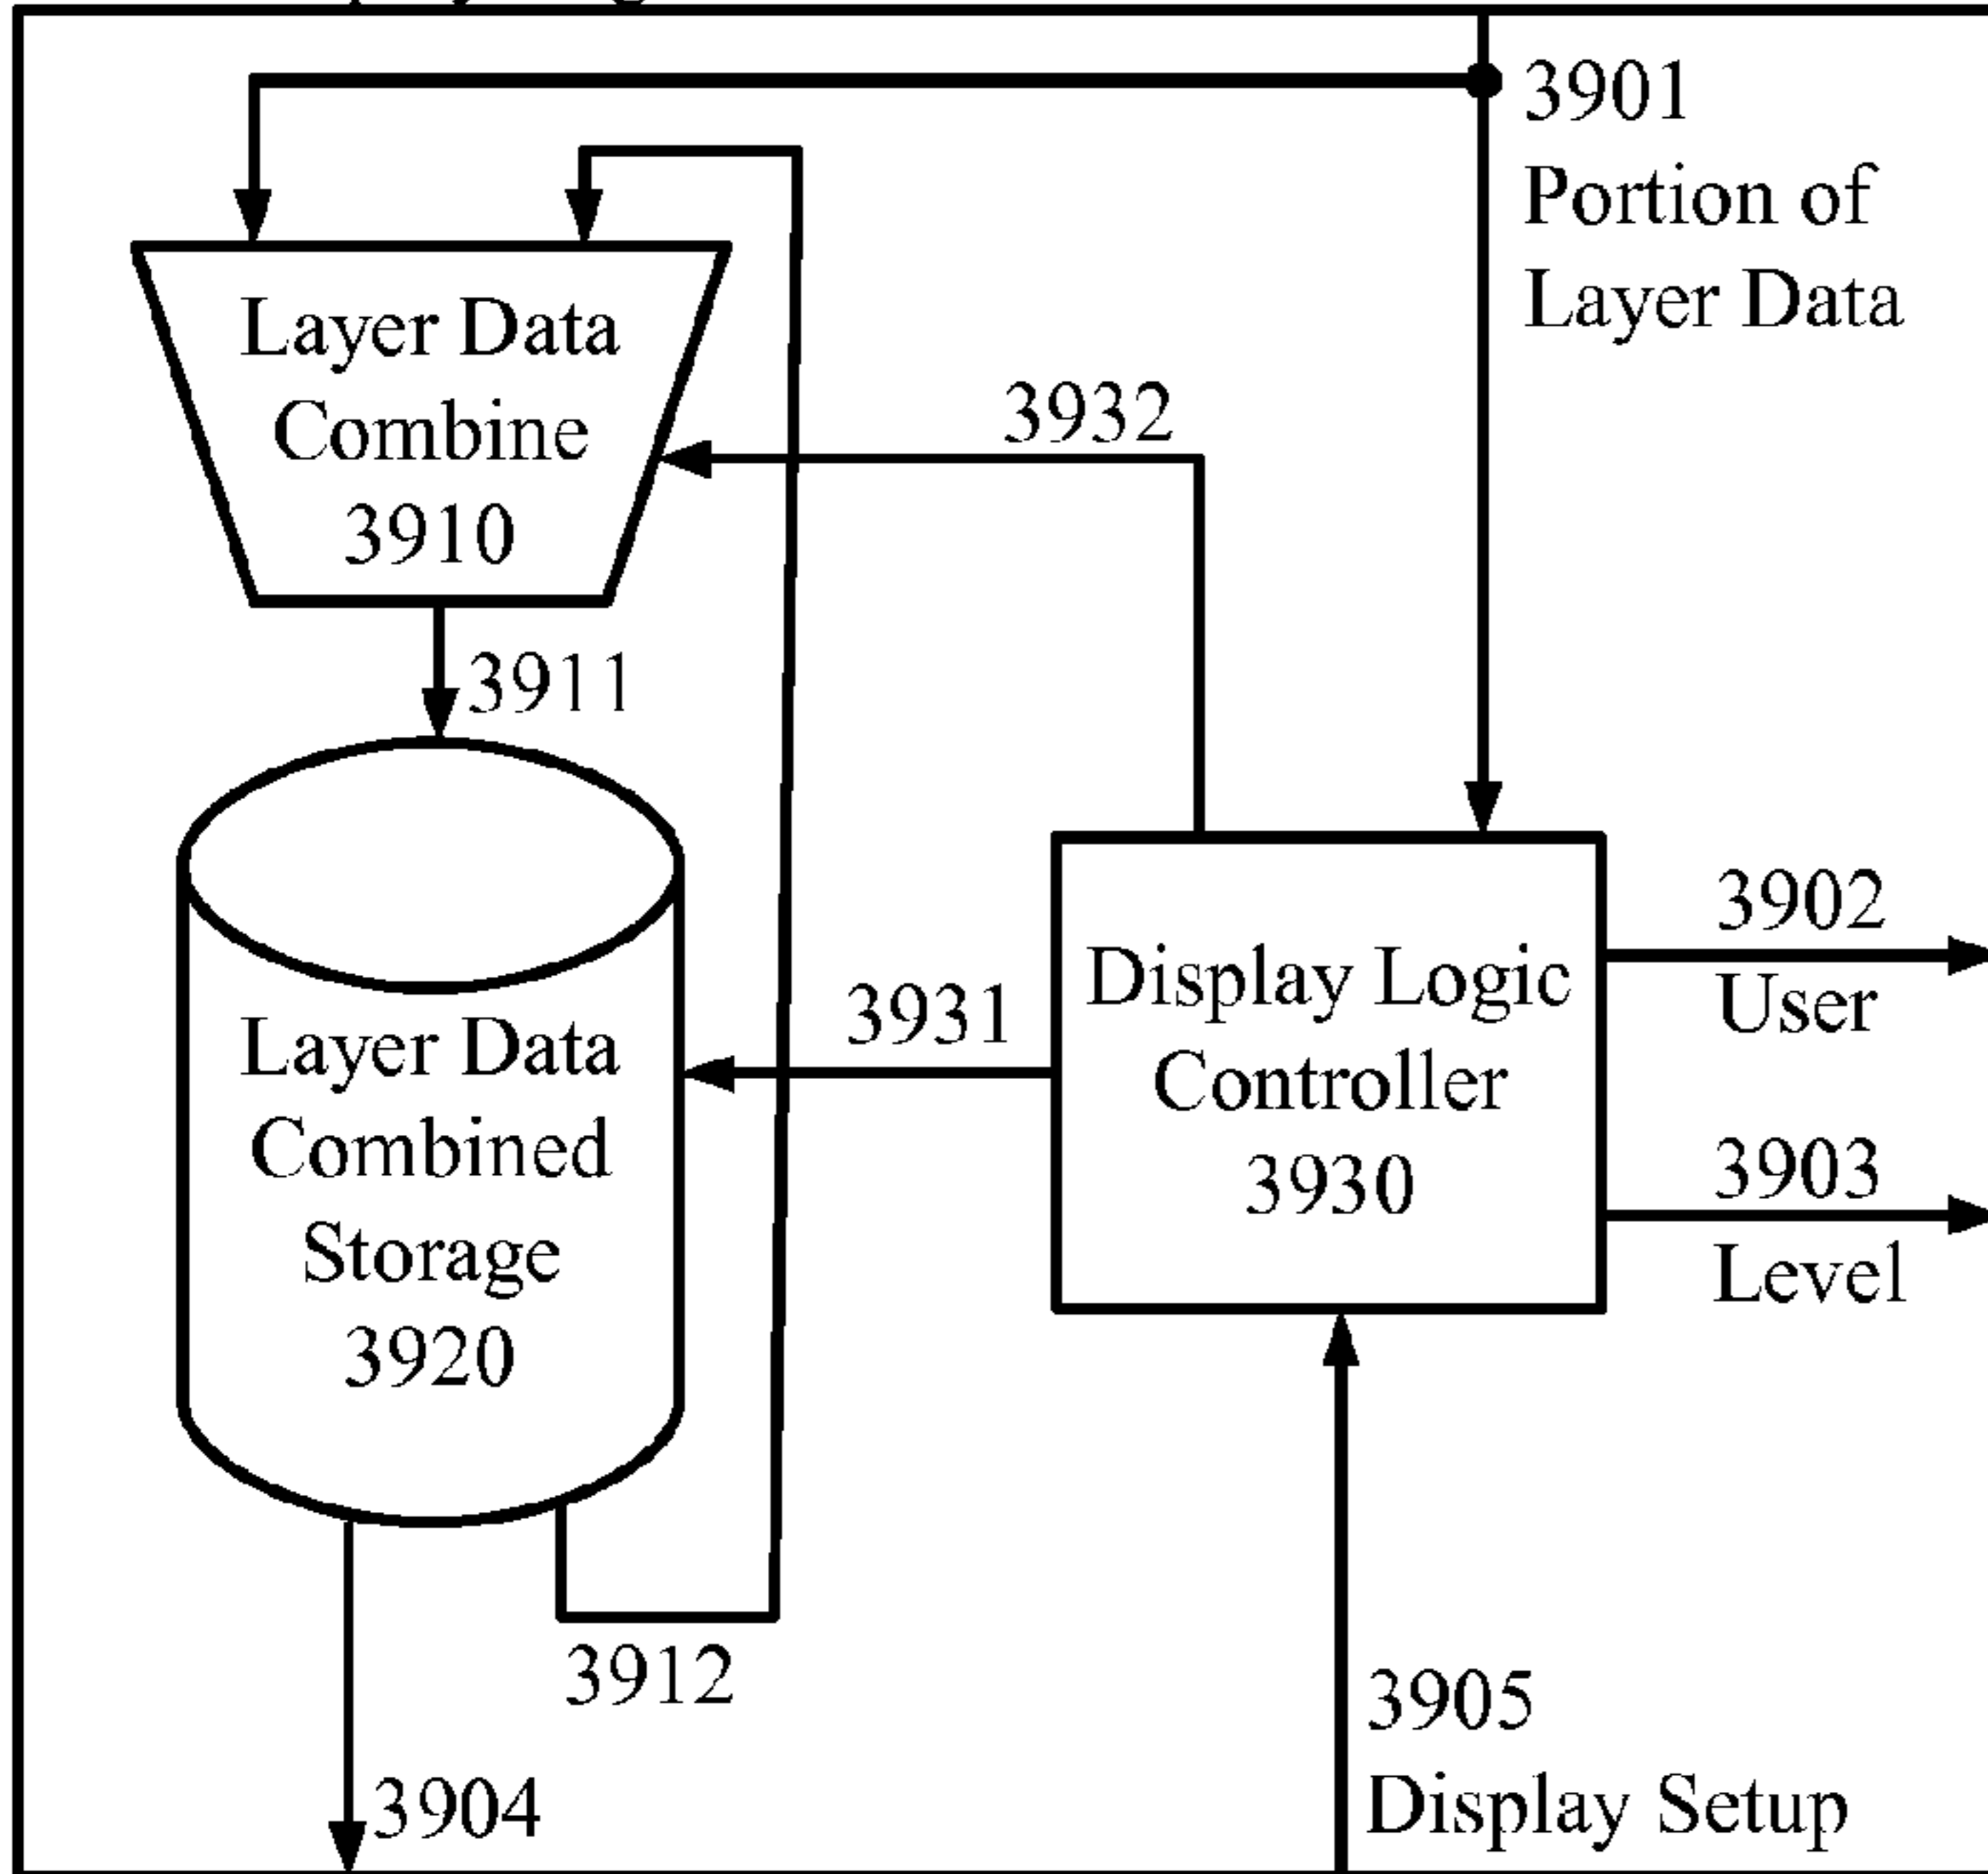 3901
Portion of
Layer Data
Layer Data
Combine
3910
3932
3911
3902
User
Display Logic
Controller
3930
3931
Layer Data
Combined
Storage
3920
3903
Level
3912
3905
Display Setup
3904